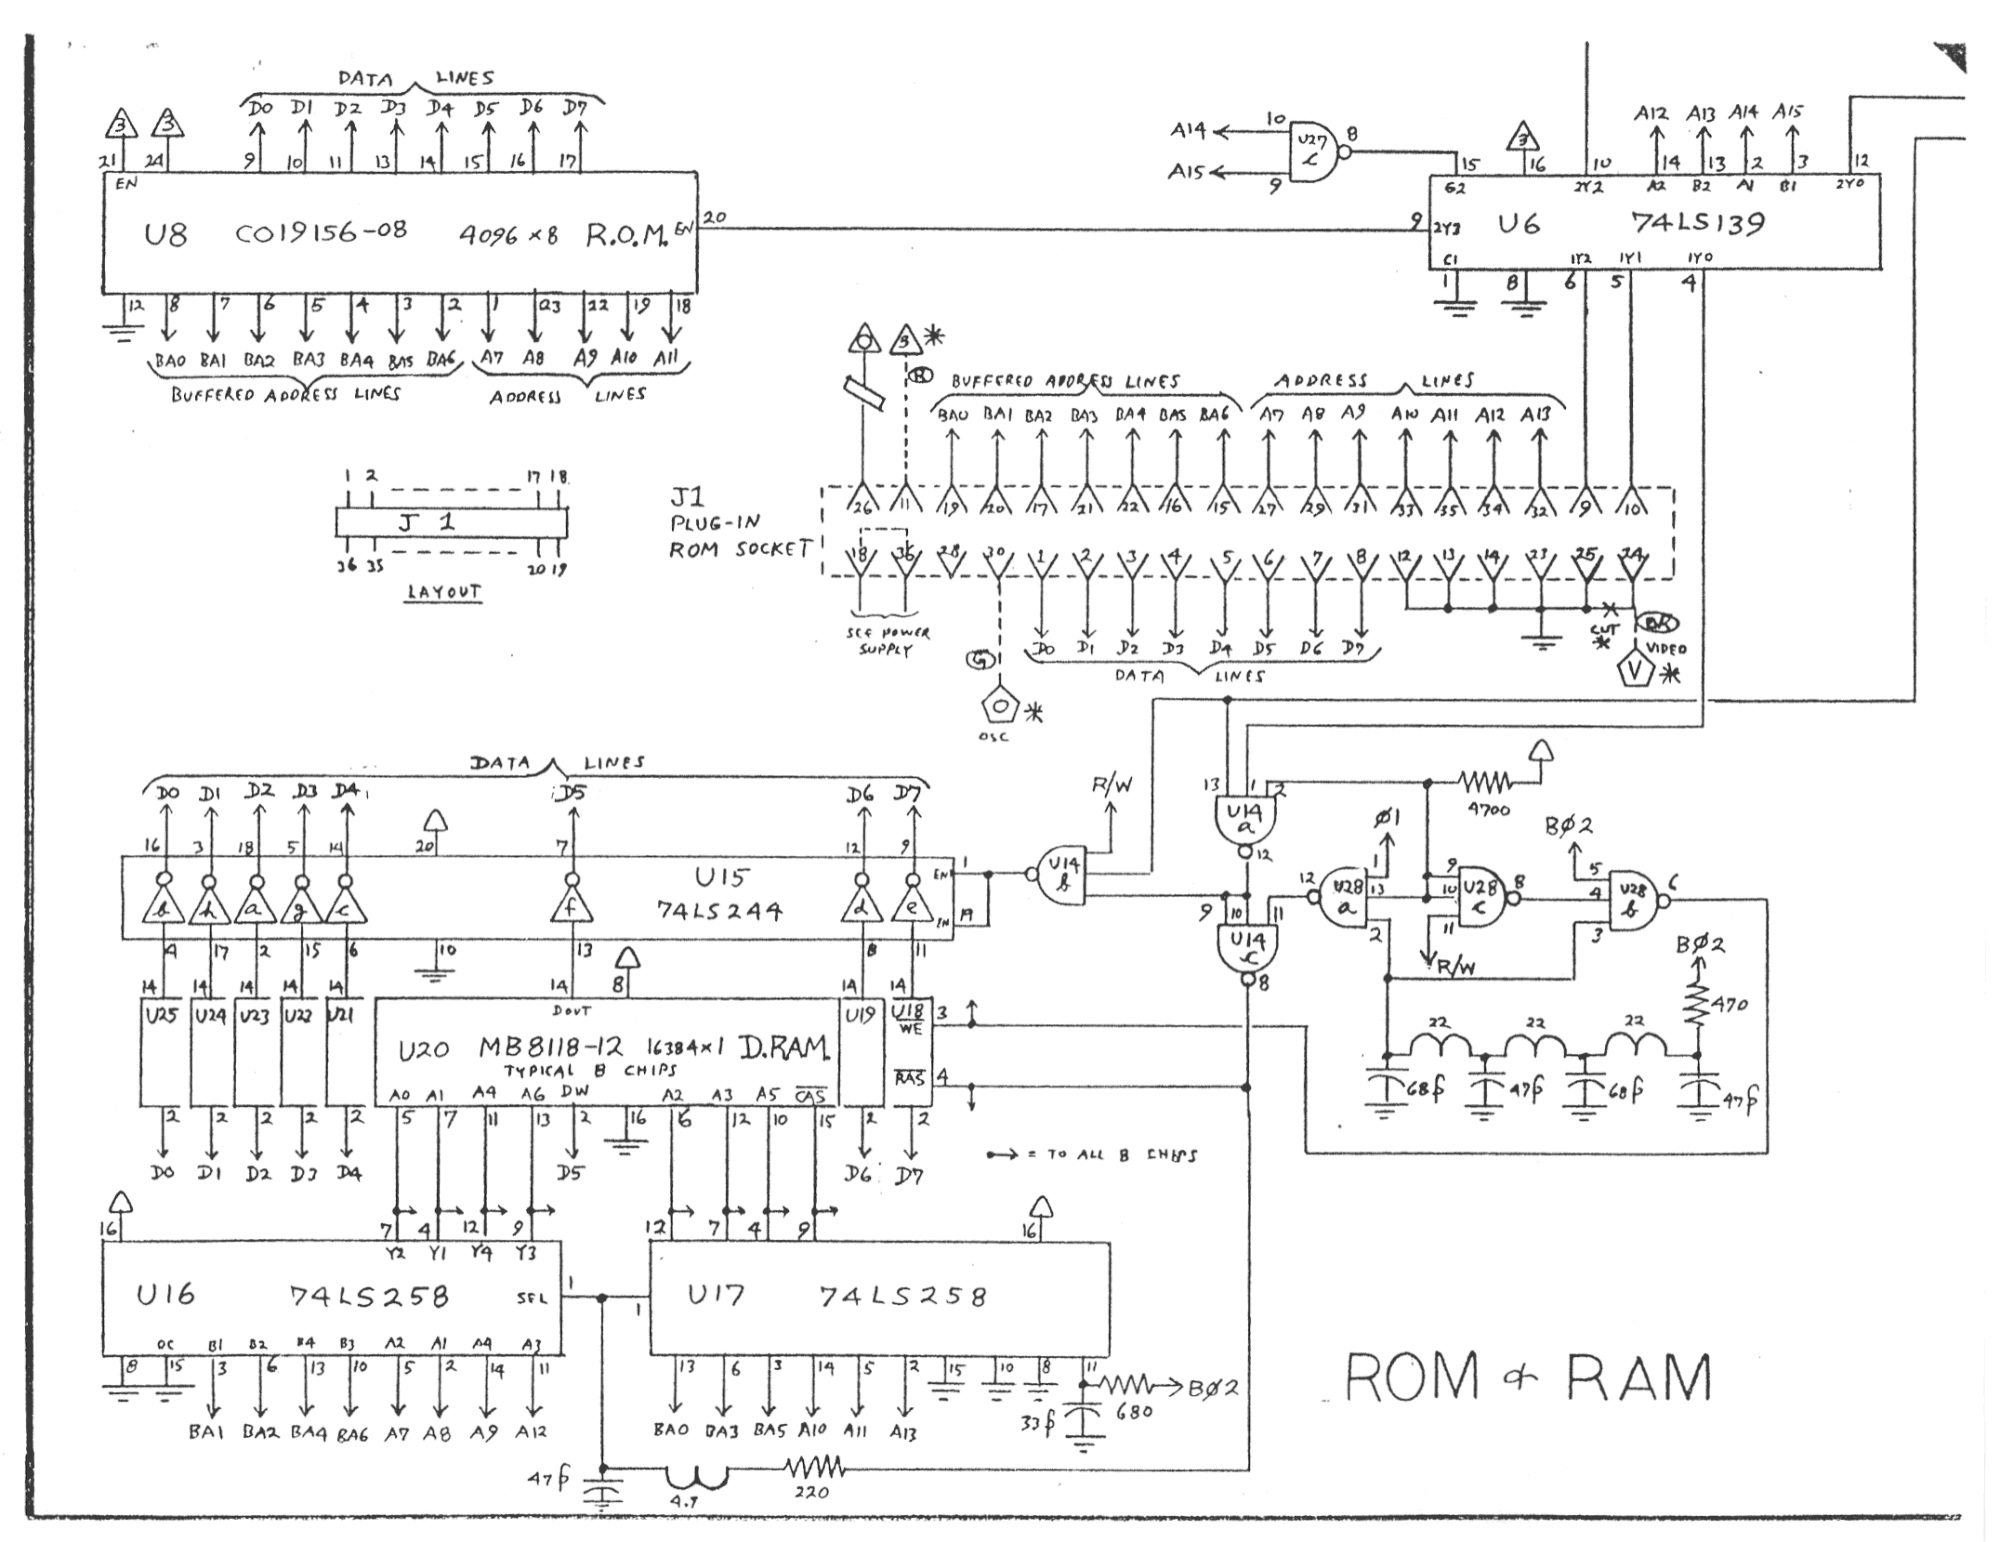 DATA LINES
D0 D1 D2 D3 D4 D5 D6 D7
3 3
21 24 9 10 11 13 14 15 16 17
EN
U8 CO19156-08 4096 x 8 R.O.M. EN 20
12 8 7 6 5 4 3 2 1 23 22 19 18
BA0 BA1 BA2 BA3 BA4 BA5 BA6 A7 A8 A9 A10 A11
BUFFERED ADDRESS LINES
ADDRESS LINES
A14 10 U27 c 8
A15 9
3
A12 A13 A14 A15
15 16 10 14 13 2 3 12
G2 2Y2 A2 B2 A1 B1 2Y0
9 2Y3 U6 74LS139
C1 1Y2 1Y1 1Y0
1 8 6 5 4
1 2 17 18
J 1
36 35 20 19
LAYOUT
J1
PLUG-IN
ROM SOCKET
3 *
R
BUFFERED ADDRESS LINES
ADDRESS LINES
BA0 BA1 BA2 BA3 BA4 BA5 BA6 A7 A8 A9 A10 A11 A12 A13
26 11 19 20 17 21 22 16 15 27 29 31 33 35 34 32 9 10
18 36 28 30 1 2 3 4 5 6 7 8 12 13 14 23 25 24
SEE POWER
SUPPLY
G
O *
OSC
D0 D1 D2 D3 D4 D5 D6 D7
DATA LINES
CUT
*
BK
VIDEO
V *
DATA LINES
D0 D1 D2 D3 D4 D5 D6 D7
16 3 18 5 14 20 7 12 9
b h a g c f d e
U15
74LS244
EN 1
EN 19
4 17 2 15 6 10 13 8 11
R/W
U14 b
13 1 2
U14 a
12
9 10 11
U14 c
8
4700
Ø1
1 13 2
12 U28 a
9 10 11
U28 c 8
R/W
BØ2
5 4 3
U28 b 6
BØ2
470
22 22 22
68p 47p 68p 47p
14 14 14 14 14 14 8 14 14
U25 U24 U23 U22 U21
DOUT
U20 MB8118-12 16384x1 D.RAM.
TYPICAL 8 CHIPS
A0 A1 A4 A6 DW A2 A3 A5 CAS
5 7 11 13 2 16 6 12 10 15
U19
U18
WE 3
RAS 4
2 2 2 2 2 2 2
D0 D1 D2 D3 D4 D5 D6 D7
= TO ALL 8 CHIPS
16 7 4 12 9
Y2 Y1 Y4 Y3
U16 74LS258 SEL 1
OC B1 B2 B4 B3 A2 A1 A4 A3
8 15 3 6 13 10 5 2 14 11
BA1 BA2 BA4 BA6 A7 A8 A9 A12
12 7 4 9 16
1 U17 74LS258
13 6 3 14 5 2 15 10 8 11
BA0 BA3 BA5 A10 A11 A13
680 BØ2
33p
47p
4.7
220
ROM & RAM